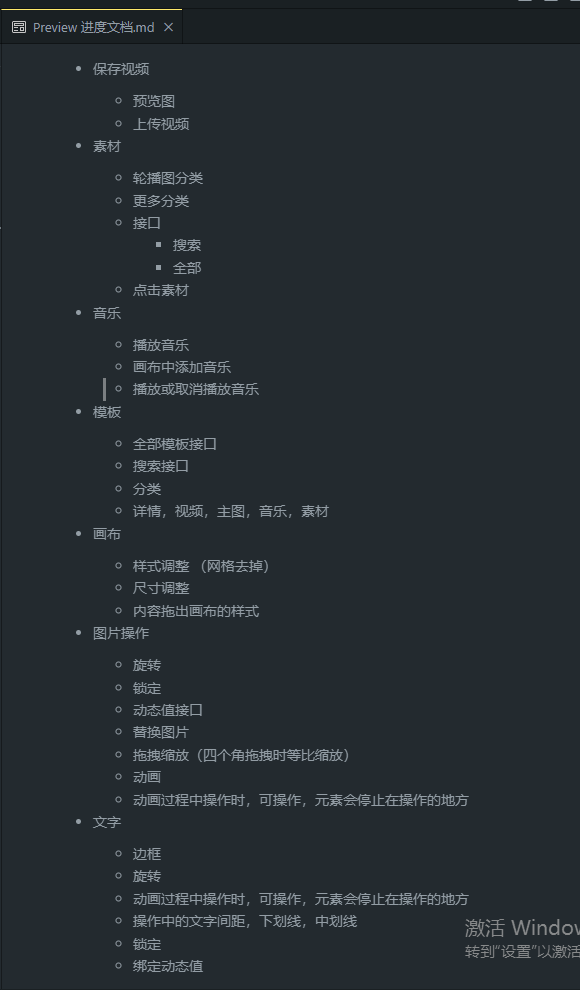 Preview 进度文档.md
保存视频
预览图
上传视频
素材
轮播图分类
更多分类
接口
搜索
全部
点击素材
音乐
播放音乐
画布中添加音乐
播放或取消播放音乐
模板
全部模板接口
搜索接口
分类
详情，视频，主图，音乐，素材
画布
样式调整 （网格去掉）
尺寸调整
内容拖出画布的样式
图片操作
旋转
锁定
动态值接口
替换图片
拖拽缩放（四个角拖拽时等比缩放）
动画
动画过程中操作时，可操作，元素会停止在操作的地方
文字
边框
旋转
动画过程中操作时，可操作，元素会停止在操作的地方
操作中的文字间距，下划线，中划线
锁定
绑定动态值
激活 Windov
转到“设置”以激活